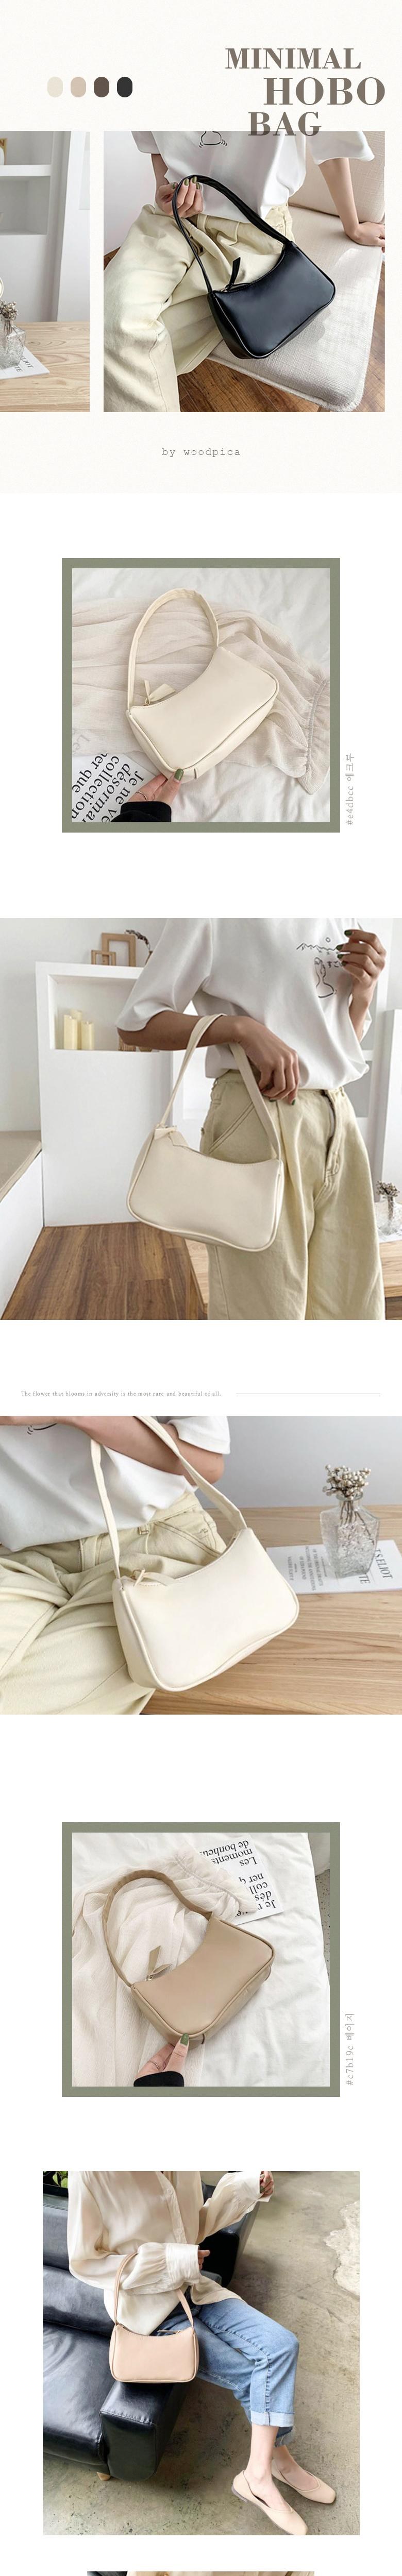 MINIMAL
HOBO
BAG
by woodpica
#e4dbcc 에크루
The flower that blooms in adversity is the most rare and beautiful of all.
#c7b19c 베이지